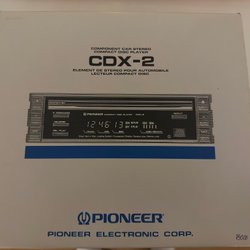 COMPONENT CAR STEREO
COMPACT DISC PLAYER
CDX-2
ELEMENT DE STEREO POUR AUTOMOBILE
LECTEUR COMPACT DISC
PIONEER
PIONEER
PIONEER ELECTRONIC CORP.